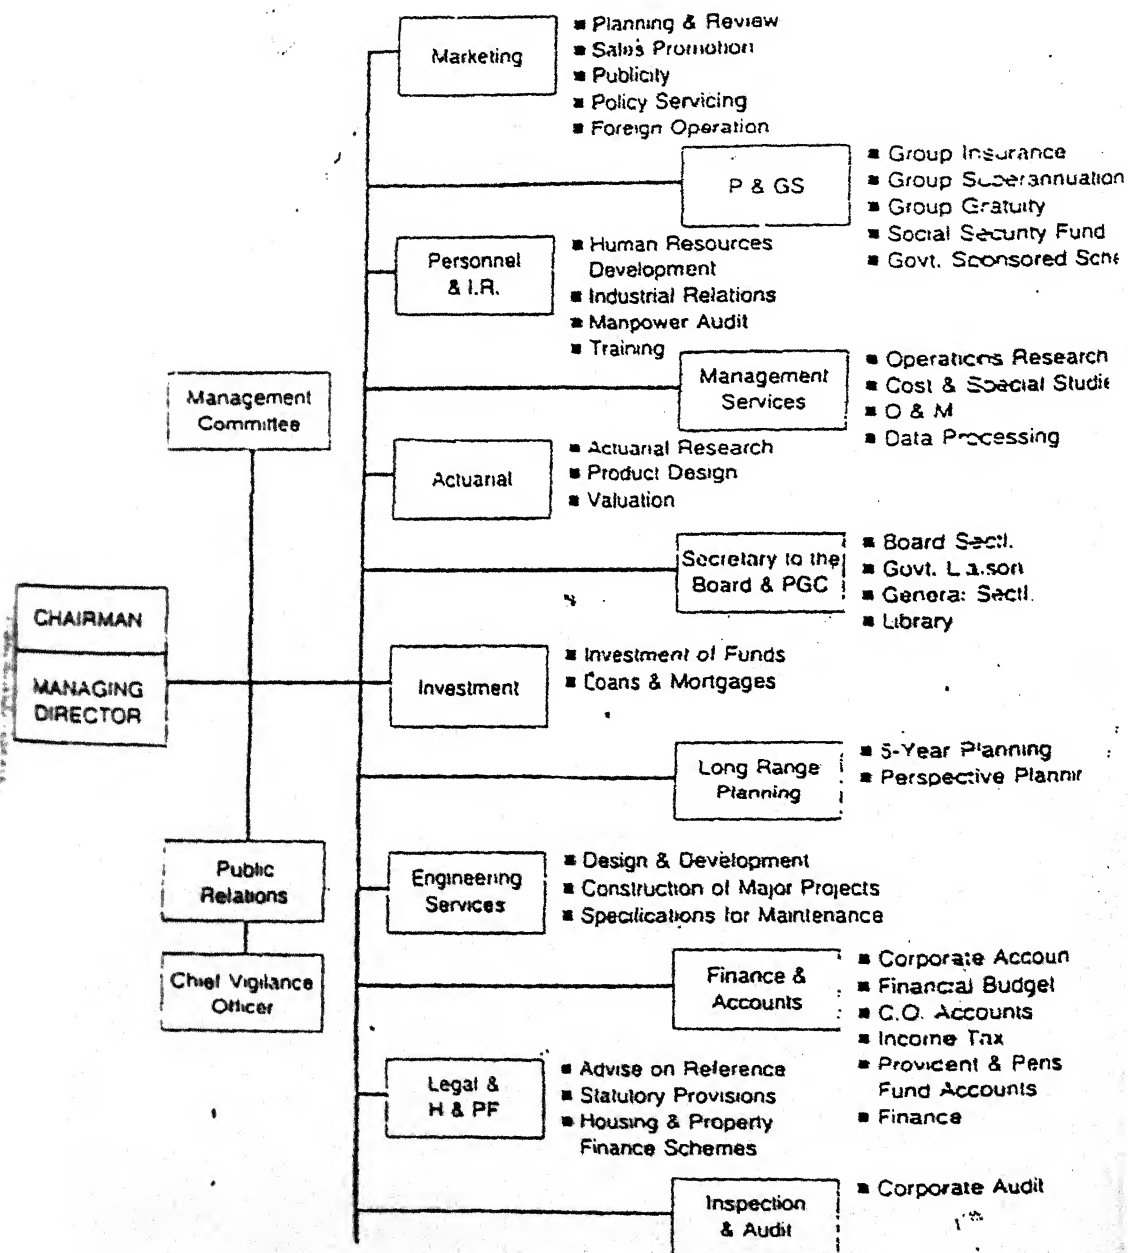 Marketing
■ Planning & Review
■ Sales Promotion
■ Publicity
■ Policy Servicing
■ Foreign Operation
P & GS
■ Group Insurance
■ Group Superannuation
■ Group Gratuity
■ Social Security Fund
■ Govt. Sponsored Sche
Personnel
& I.R.
■ Human Resources
Development
■ Industrial Relations
■ Manpower Audit
■ Training
Management
Services
■ Operations Research
■ Cost & Special Studie
■ O & M
■ Data Processing
Management
Committee
Actuarial
■ Actuarial Research
■ Product Design
■ Valuation
Secretary to the
Board & PGC
■ Board Sectl.
■ Govt. Liaison
■ General Sectl.
■ Library
CHAIRMAN
MANAGING
DIRECTOR
Investment
■ Investment of Funds
■ Loans & Mortgages
Long Range
Planning
■ 5-Year Planning
■ Perspective Plannir
Public
Relations
Engineering
Services
■ Design & Development
■ Construction of Major Projects
■ Specifications for Maintenance
Chief Vigilance
Officer
Finance &
Accounts
■ Corporate Accoun
■ Financial Budget
■ C.O. Accounts
■ Income Tax
■ Provident & Pens
Fund Accounts
■ Finance
Legal &
H & PF
■ Advise on Reference
■ Statutory Provisions
■ Housing & Property
Finance Schemes
Inspection
& Audit
■ Corporate Audit